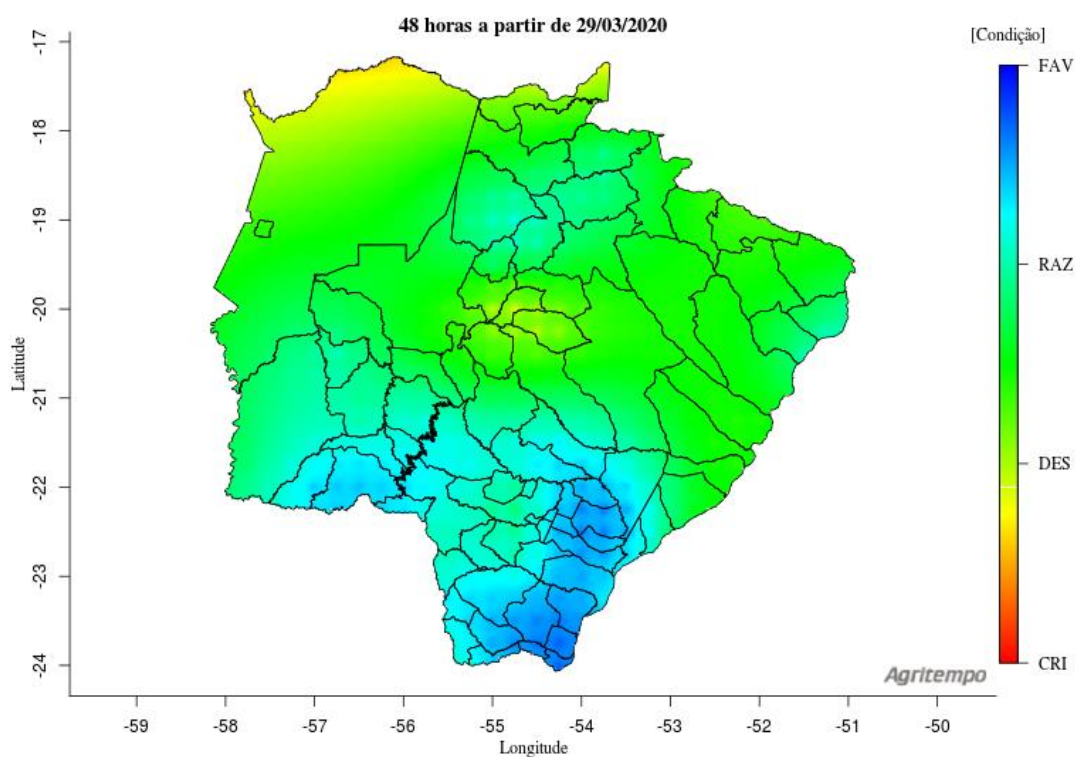 48 horas a partir de 29/03/2020
[Condição]
FAV
RAZ
DES
CRI
Latitude
-17
-18
-19
-20
-21
-22
-23
-24
-59
-58
-57
-56
-55
-54
-53
-52
-51
-50
Longitude
Agritempo